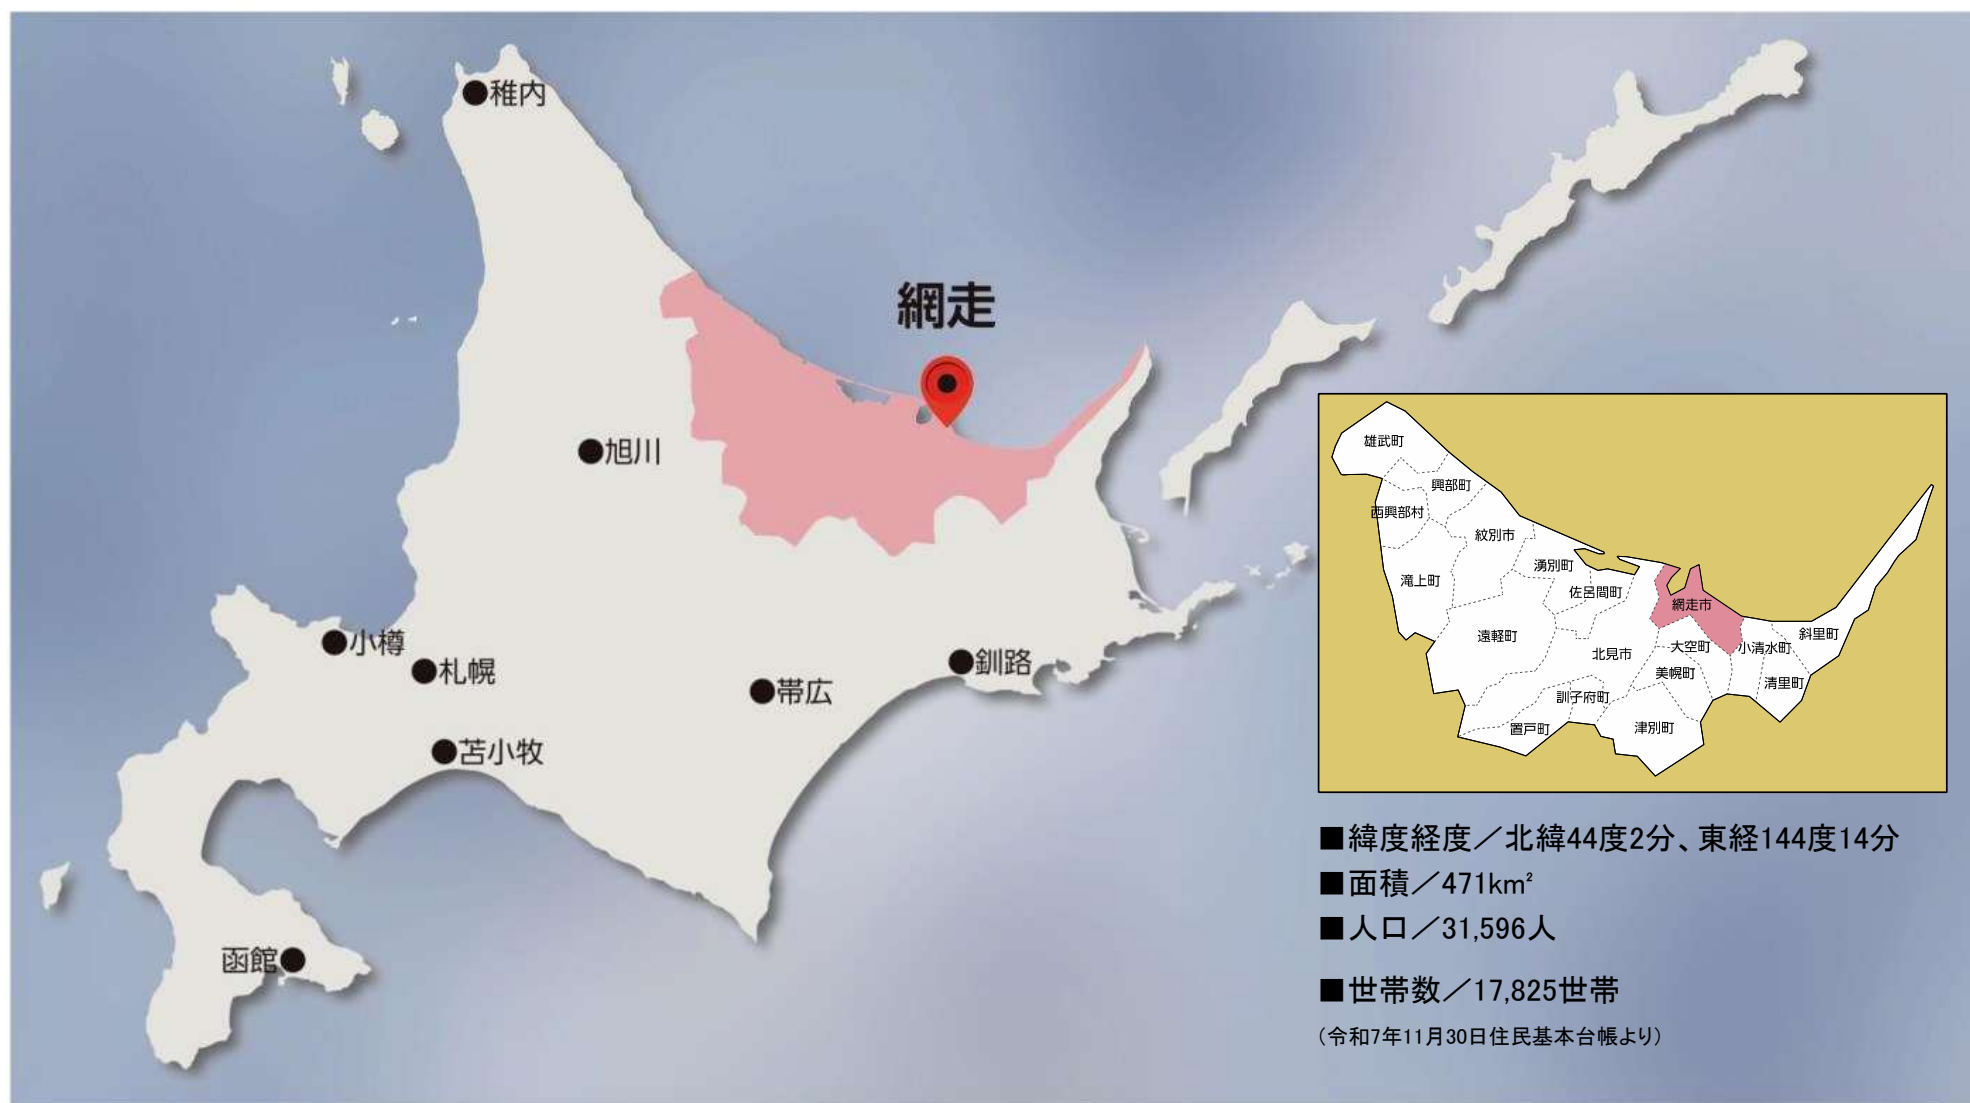 稚内
網走
旭川
小樽
札幌
釧路
帯広
苫小牧
函館
雄武町
興部町
西興部村
紋別市
湧別町
滝上町
佐呂間町
網走市
遠軽町
斜里町
大空町
小清水町
北見市
美幌町
清里町
訓子府町
置戸町
津別町
■緯度経度／北緯44度2分、東経144度14分
■面積／471km²
■人口／31,596人
■世帯数／17,825世帯
（令和7年11月30日住民基本台帳より）